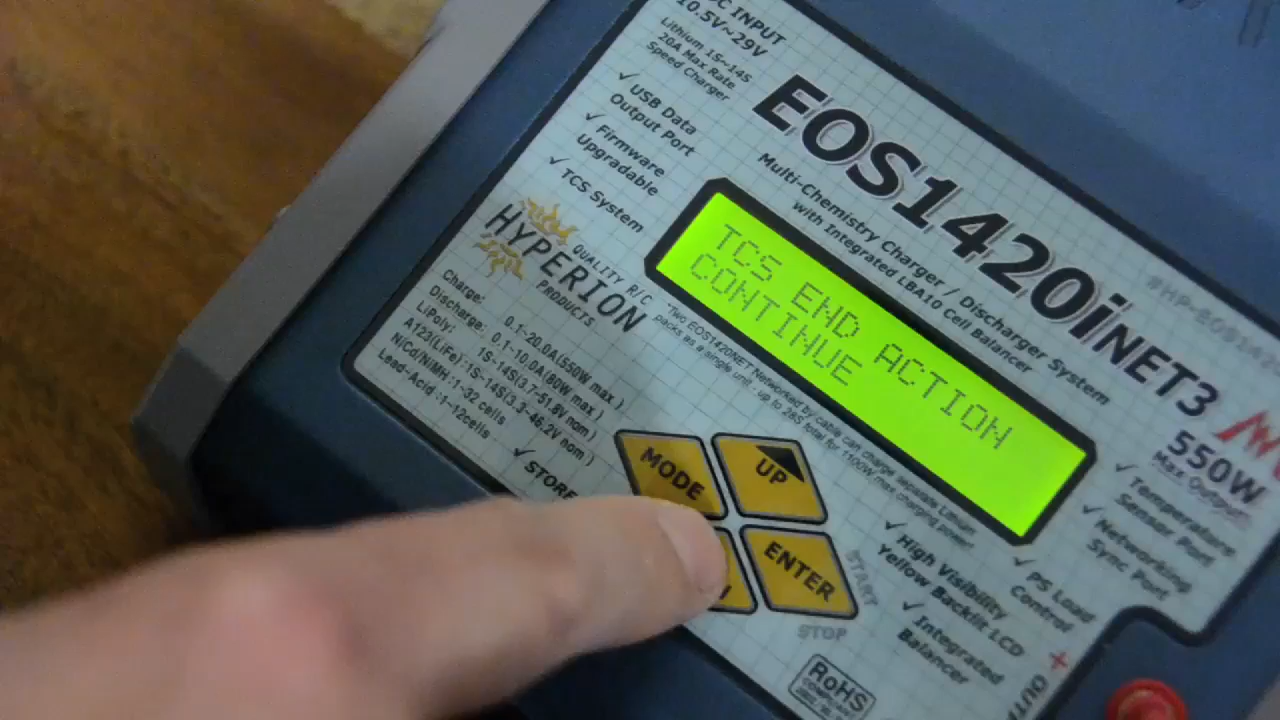 DC INPUT
10.5V~29V
Lithium 1S~14S
20A Max Rate
Speed Charger
✓ USB Data
Output Port
✓ Firmware
Upgradable
✓ TCS System
HYPERION
QUALITY R/C
PRODUCTS
EOS1420iNET3
Multi-Chemistry Charger / Discharger System
with Integrated LBA10 Cell Balancer
TCS END ACTION
CONTINUE
"Two EOS1420NET Networked by cable can charge separate Lithium
packs as a single unit - up to 28S total for 1100W max charging power!"
Charge: 0.1-20.0A(550W max)
Discharge: 0.1-10.0A(80W max)
LiPoly: 1S-14S(3.7-51.8V nom)
A123(LiFe): 1S-14S(3.3-46.2V nom)
NiCd/NiMH: 1-32 cells
Lead-Acid: 1-12cells
✓ STORE
MODE
UP
ENTER
START
STOP
550W
Max Output
✓ Temperature
Sensor Port
✓ Networking
Sync Port
✓ PS Load
Control
✓ High Visibility
Yellow Backlit LCD
✓ Integrated
Balancer
RoHS
+